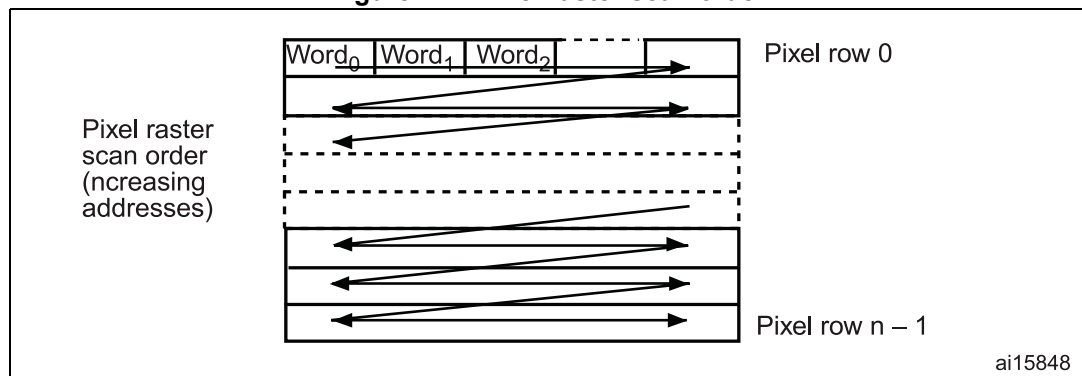 Word0 Word1 Word2
Pixel row 0
Pixel raster
scan order
(ncreasing
addresses)
Pixel row n – 1
ai15848